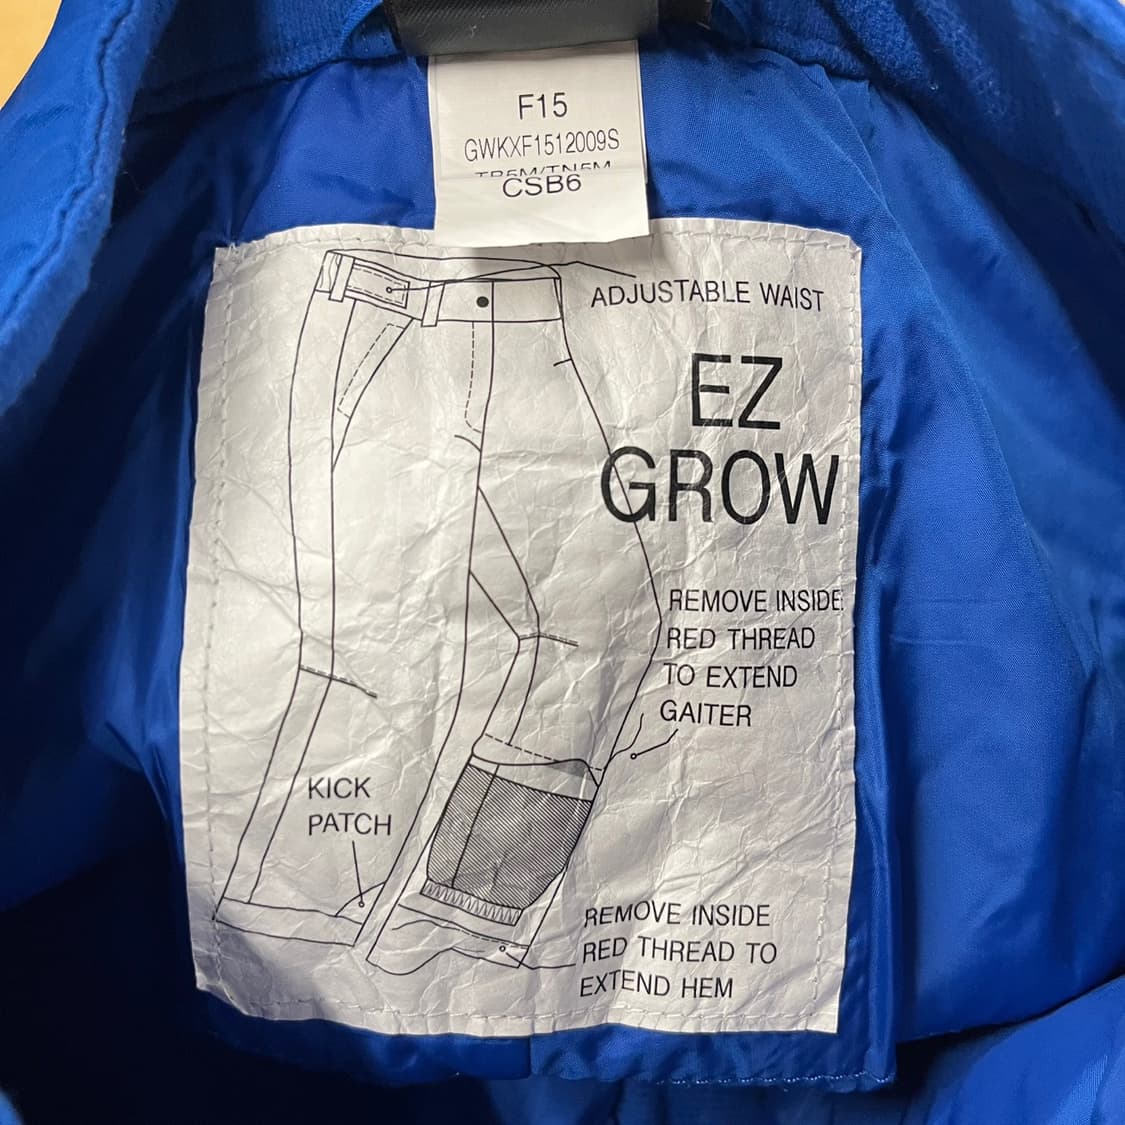 F15
GWKXF1512009S
CSB6
ADJUSTABLE WAIST
EZ
GROW
REMOVE INSIDE
RED THREAD
TO EXTEND
GAITER
KICK
PATCH
REMOVE INSIDE
RED THREAD TO
EXTEND HEM